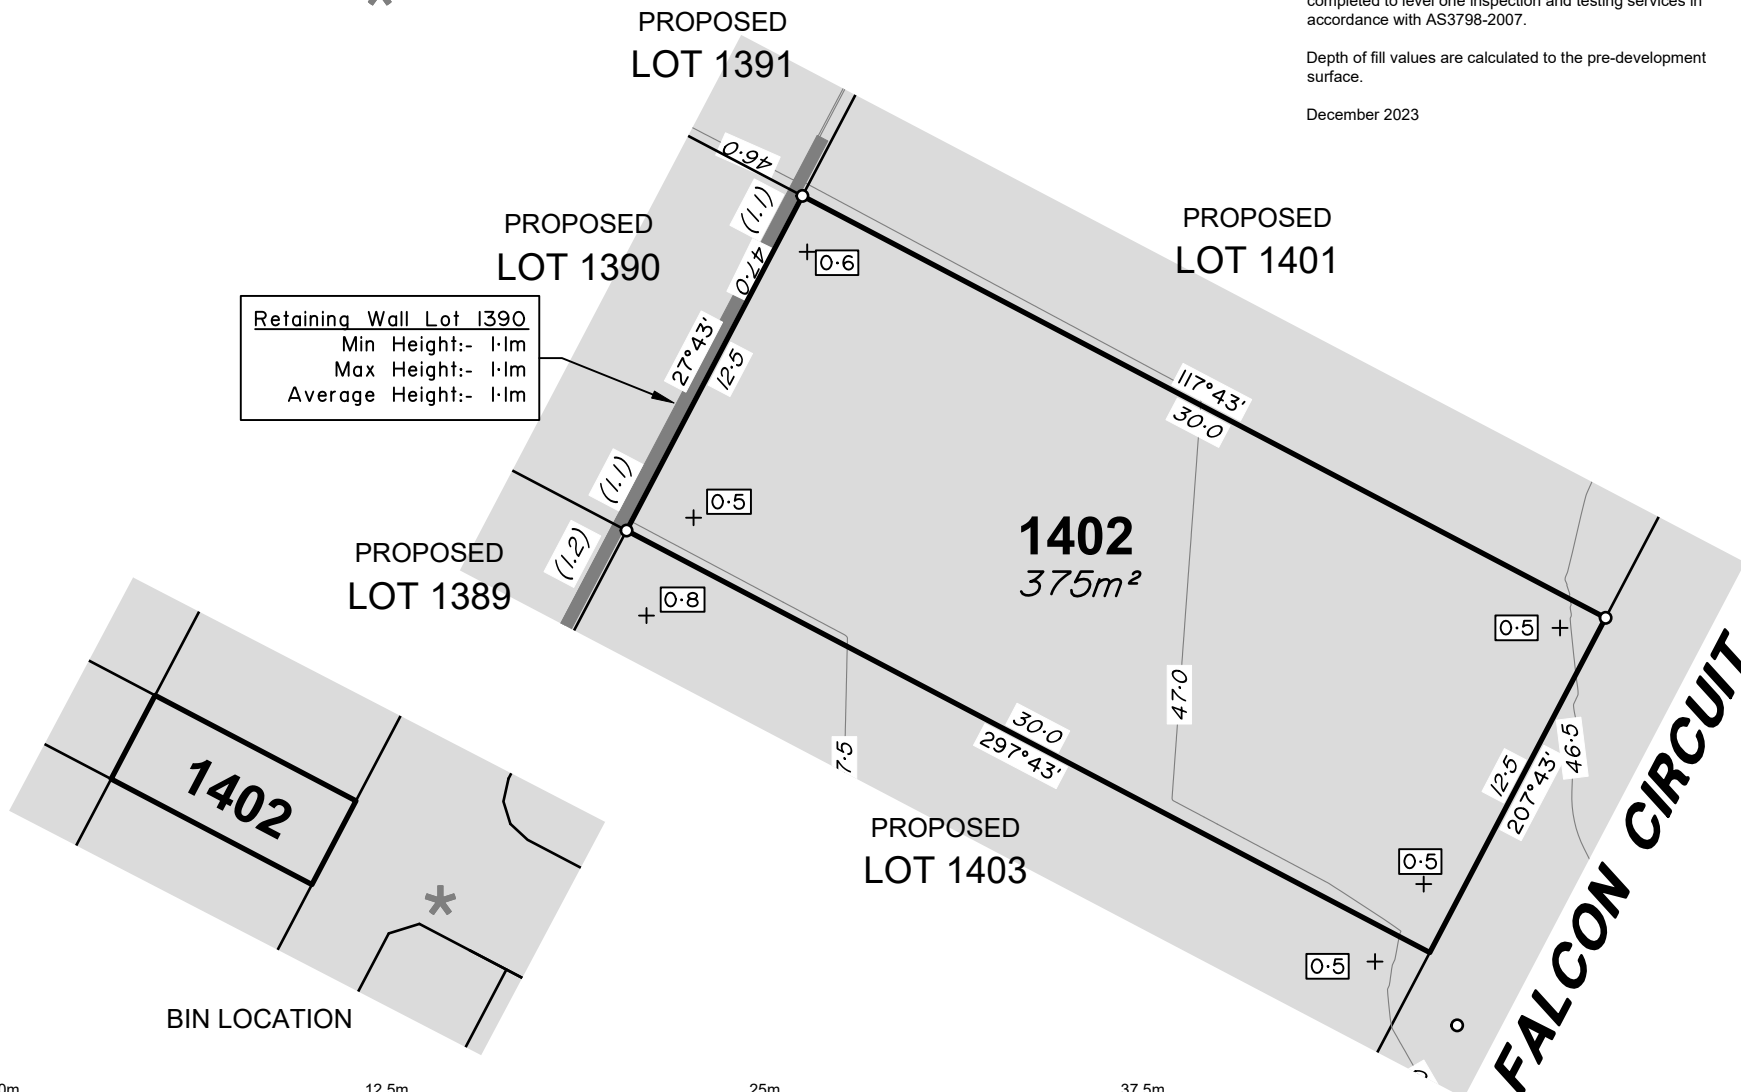 completed to level one inspection and testing services in
accordance with AS3798-2007.
Depth of fill values are calculated to the pre-development
surface.
December 2023
PROPOSED
LOT 1391
46·0
(1.1)
PROPOSED
LOT 1390
PROPOSED
LOT 1401
0·6
47·0
Retaining Wall Lot 1390
Min Height:- 1·1m
Max Height:- 1·1m
Average Height:- 1·1m
27°43'
12·5
117°43'
30·0
(1.1)
0·5
(1.2)
1402
375m²
PROPOSED
LOT 1389
0·8
0·5
47·0
46·5
30·0
297°43'
7·5
12·5
207°43'
FALCON CIRCUIT
1402
PROPOSED
LOT 1403
0·5
0·5
BIN LOCATION
12.5m
25m
37.5m